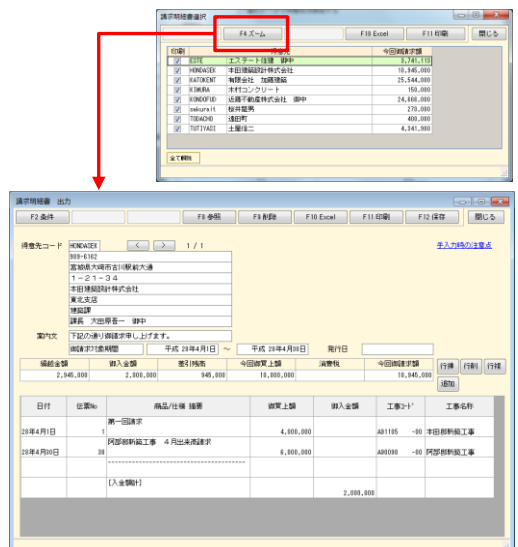 請求明細書選択
F4 ズーム
F10 Excel
F11 印刷
閉じる
印刷 得意先 今回御請求額
ESTE エステート住建 御中 3,741,113
HONDASEK 本田建築設計株式会社 10,945,000
KATOKENT 有限会社 加藤建築 25,544,000
KIMURA 木村コンクリート 150,000
KONDOFUD 近藤不動産株式会社 御中 24,666,000
sakurait 桜井龍男 270,000
TODACHO 遠田町 400,000
TUTIYASI 土屋信二 4,341,900
全て解除
請求明細書 出力
F2 条件
F8 参照
F9 削除
F10 Excel
F11 印刷
F12 保存
閉じる
得意先コード HONDASEK < > 1 / 1
手入力時の注意点
989-6162
宮城県大崎市古川駅前大通
1-21-34
本田建築設計株式会社
東北支店
建築課
課長 大田原吾一 御中
案内文 下記の通り御請求申し上げます。
御請求対象期間 平成 28年4月1日 ~ 平成 28年4月30日 発行日
繰越金額 御入金額 差引残高 今回御買上額 消費税 今回御請求額
2,945,000 2,000,000 945,000 10,000,000 10,945,000
行挿 行削 行複
追加
日付 伝票No 商品/仕様 摘要 御買上額 御入金額 工事コード 工事名称
第一回請求
28年4月1日 1 4,000,000 A01105 -00 本田邸新築工事
阿部邸新築工事 4月出来高請求
28年4月30日 38 6,000,000 A00090 -00 阿部邸新築工事
----------------------------------------
[入金額計]
2,000,000